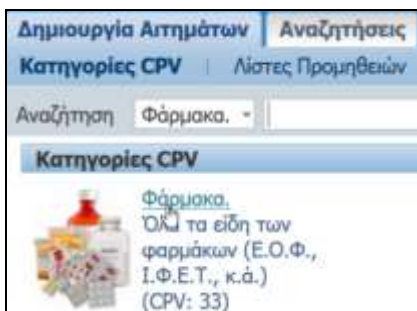 Δημιουργία Αιτημάτων Αναζητήσεις
Κατηγορίες CPV Λίστες Προμηθειών
Αναζήτηση Φάρμακα.
Κατηγορίες CPV
Φάρμακα.
Όλα τα είδη των
φαρμάκων (Ε.Ο.Φ.,
Ι.Φ.Ε.Τ., κ.ά.)
(CPV: 33)